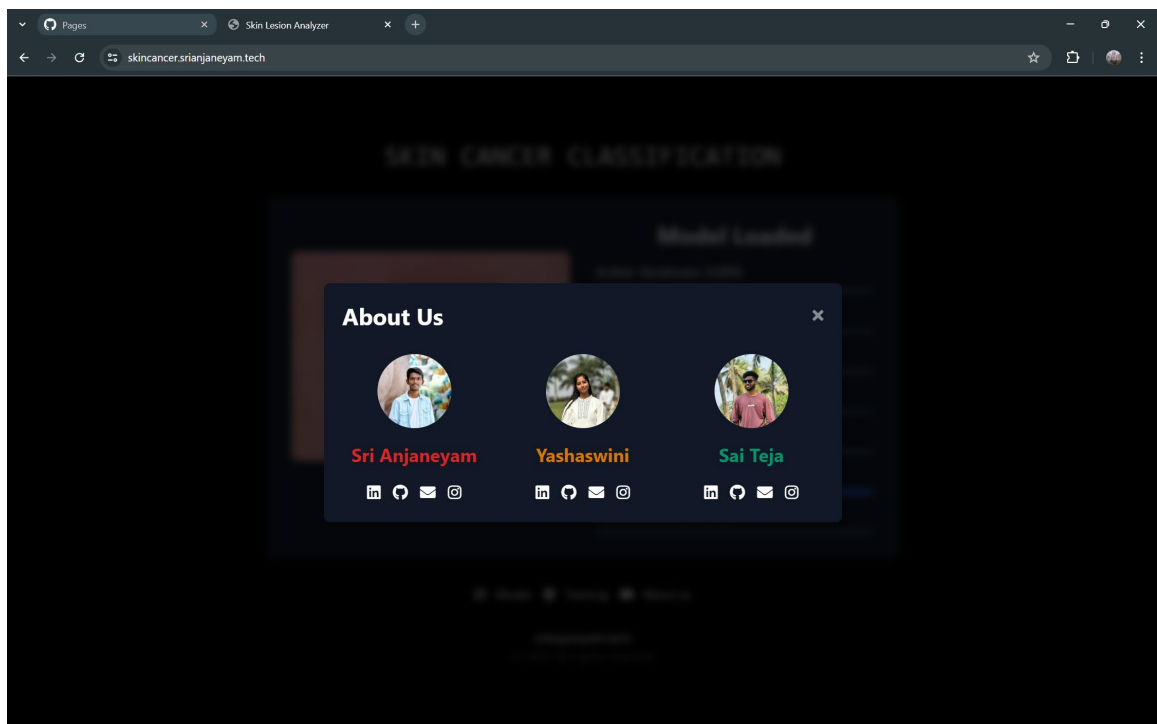 Pages
Skin Lesion Analyzer
skincancer.srianjaneyam.tech
SKIN CANCER CLASSIFICATION
Model Loaded
About Us
Sri Anjaneyam
Yashaswini
Sai Teja